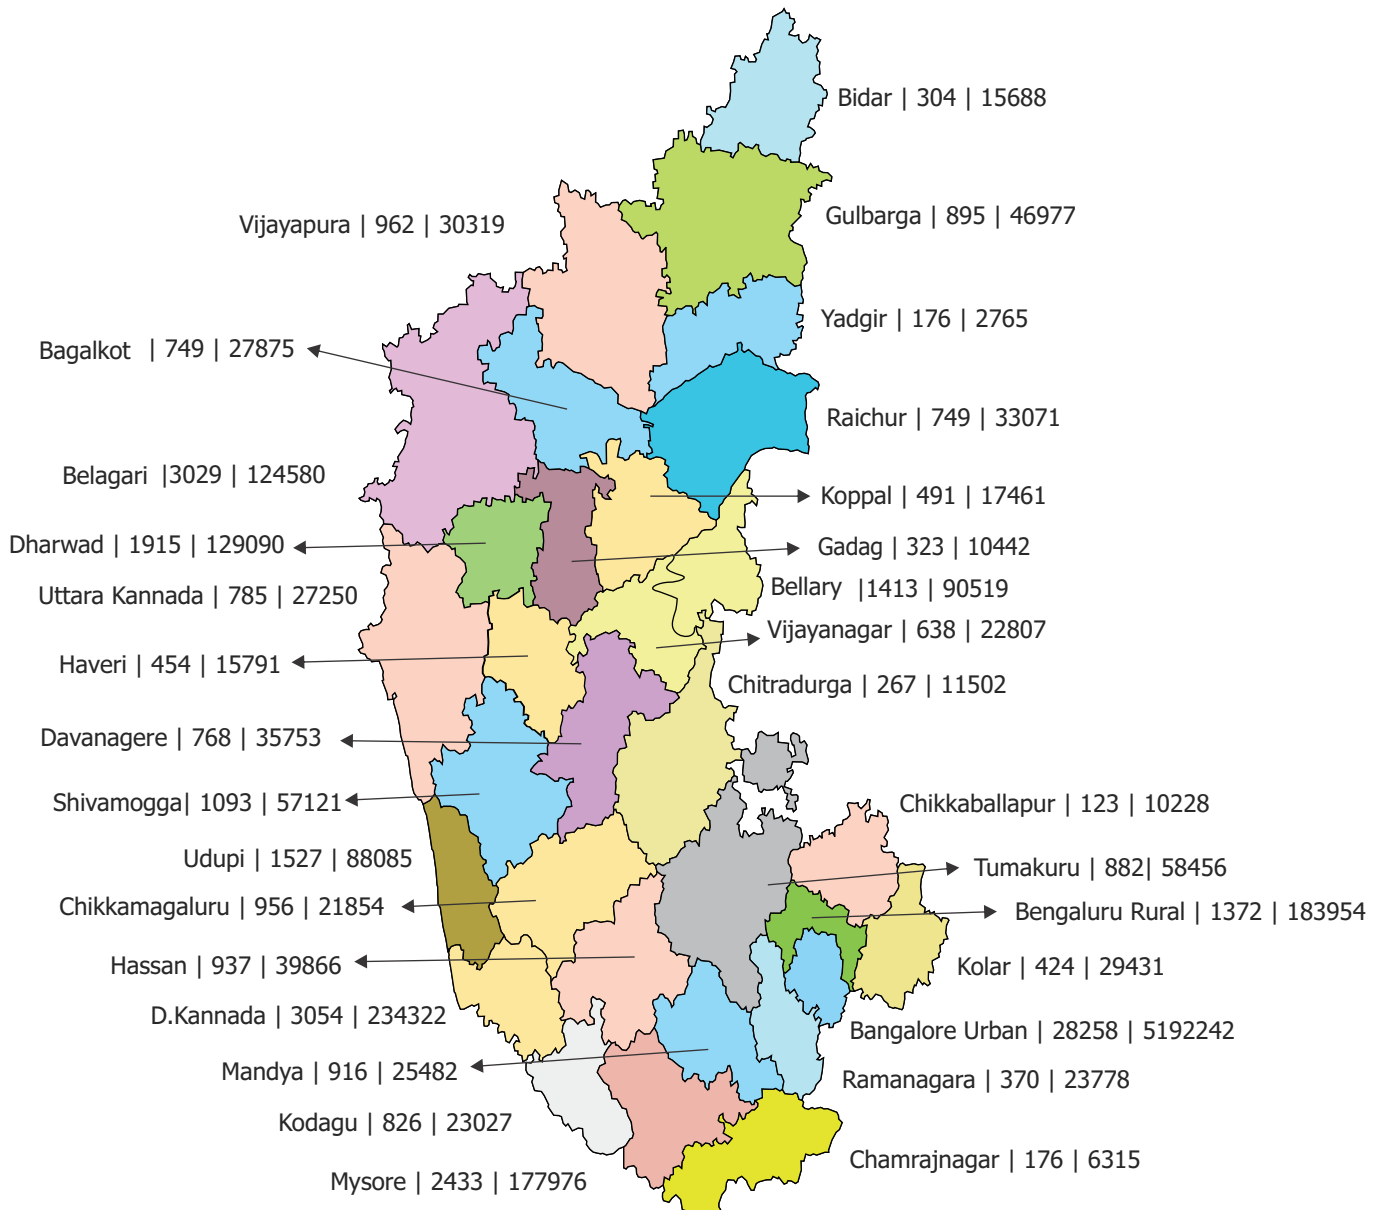 Bidar | 304 | 15688
Gulbarga | 895 | 46977
Vijayapura | 962 | 30319
Yadgir | 176 | 2765
Bagalkot | 749 | 27875
Raichur | 749 | 33071
Belagari |3029 | 124580
Koppal | 491 | 17461
Dharwad | 1915 | 129090
Gadag | 323 | 10442
Bellary |1413 | 90519
Uttara Kannada | 785 | 27250
Vijayanagar | 638 | 22807
Haveri | 454 | 15791
Chitradurga | 267 | 11502
Davanagere | 768 | 35753
Shivamogga| 1093 | 57121
Chikkaballapur | 123 | 10228
Udupi | 1527 | 88085
Tumakuru | 882| 58456
Chikkamagaluru | 956 | 21854
Bengaluru Rural | 1372 | 183954
Hassan | 937 | 39866
Kolar | 424 | 29431
D.Kannada | 3054 | 234322
Bangalore Urban | 28258 | 5192242
Mandya | 916 | 25482
Ramanagara | 370 | 23778
Kodagu | 826 | 23027
Chamrajnagar | 176 | 6315
Mysore | 2433 | 177976